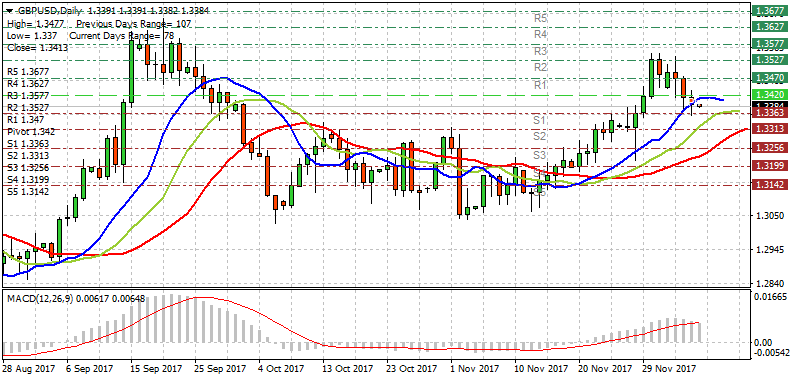 GBPUSD,Daily 1.3391 1.3391 1.3382 1.3384
High= 1.3477 Previous Days Range= 107
Low= 1.337 Current Days Range= 78
Close= 1.3413
R5 1.3677
R4 1.3627
R3 1.3577
R2 1.3527
R1 1.347
Pivot 1.342
S1 1.3363
S2 1.3313
S3 1.3256
S4 1.3199
S5 1.3142
R5
R4
R3
R2
R1
S1
S2
S3
1.3677
1.3627
1.3577
1.3527
1.3470
1.3420
1.3384
1.3363
1.3313
1.3256
1.3199
1.3142
1.3050
1.2945
1.2840
MACD(12,26,9) 0.00617 0.00648
0.01665
0.00
-0.00542
28 Aug 2017
6 Sep 2017
15 Sep 2017
25 Sep 2017
4 Oct 2017
13 Oct 2017
23 Oct 2017
1 Nov 2017
10 Nov 2017
20 Nov 2017
29 Nov 2017